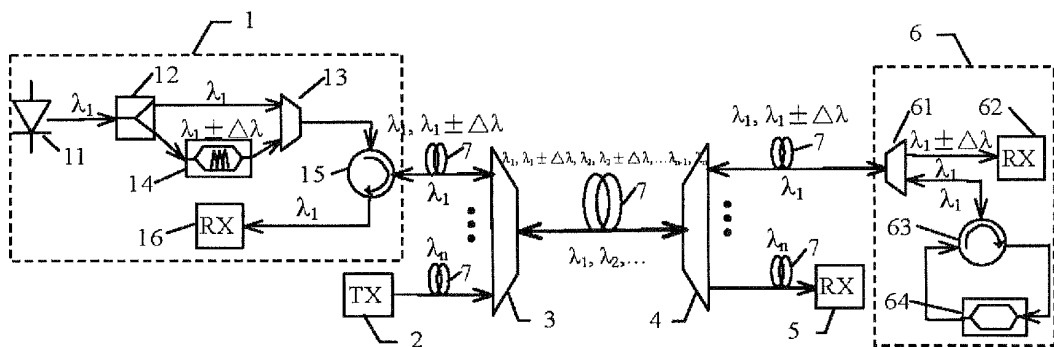 1
6
12
13
61
62
λ₁
λ₁
λ₁ ± △λ
λ₁, λ₁ ± △λ
7
λ₁
λ₁, λ₁ ± △λ, λ₂, λ₂ ± △λ, ... λₙ₋₁, λₙ
7
λ₁, λ₂, ...
λ₁, λ₁ ± △λ
7
λ₁
λ₁ ± △λ
RX
λ₁
λ₁
11
14
15
λ₁
RX
16
63
64
λₙ
7
TX
2
3
4
λₙ
7
RX
5